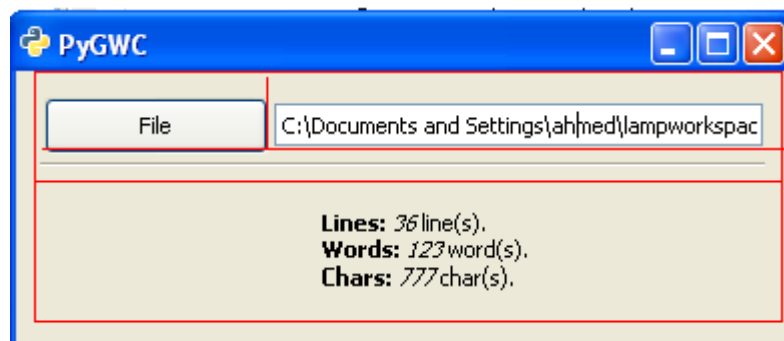 PyGWC
File C:\Documents and Settings\ahmed\lampworkspac
Lines: 36 line(s).
Words: 123 word(s).
Chars: 777 char(s).